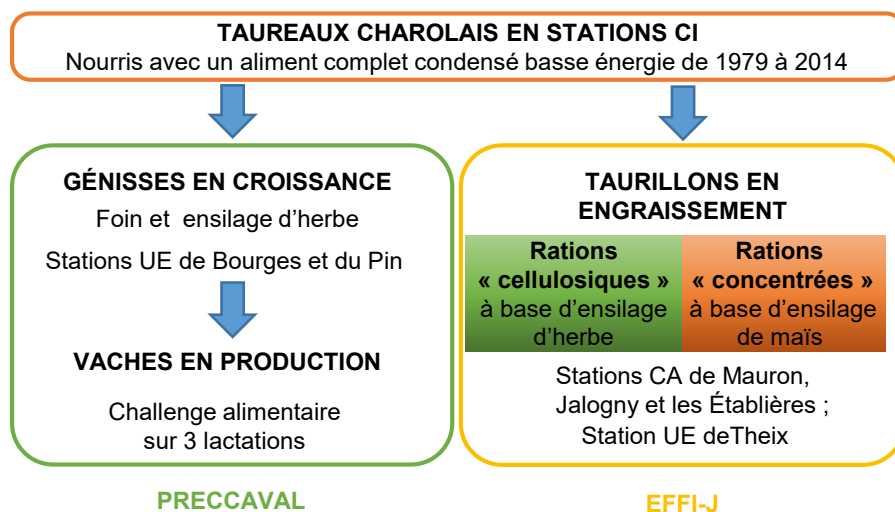 TAUREAUX CHAROLAIS EN STATIONS CI
Nourris avec un aliment complet condensé basse énergie de 1979 à 2014
GÉNISSES EN CROISSANCE
Foin et ensilage d'herbe
Stations UE de Bourges et du Pin
VACHES EN PRODUCTION
Challenge alimentaire
sur 3 lactations
PRECCAVAL
TAURILLONS EN
ENGRAISSEMENT
Rations
« cellulosiques »
à base d'ensilage
d'herbe
Rations
« concentrées »
à base d'ensilage
de maïs
Stations CA de Mauron,
Jalogny et les Établières ;
Station UE deTheix
EFFI-J